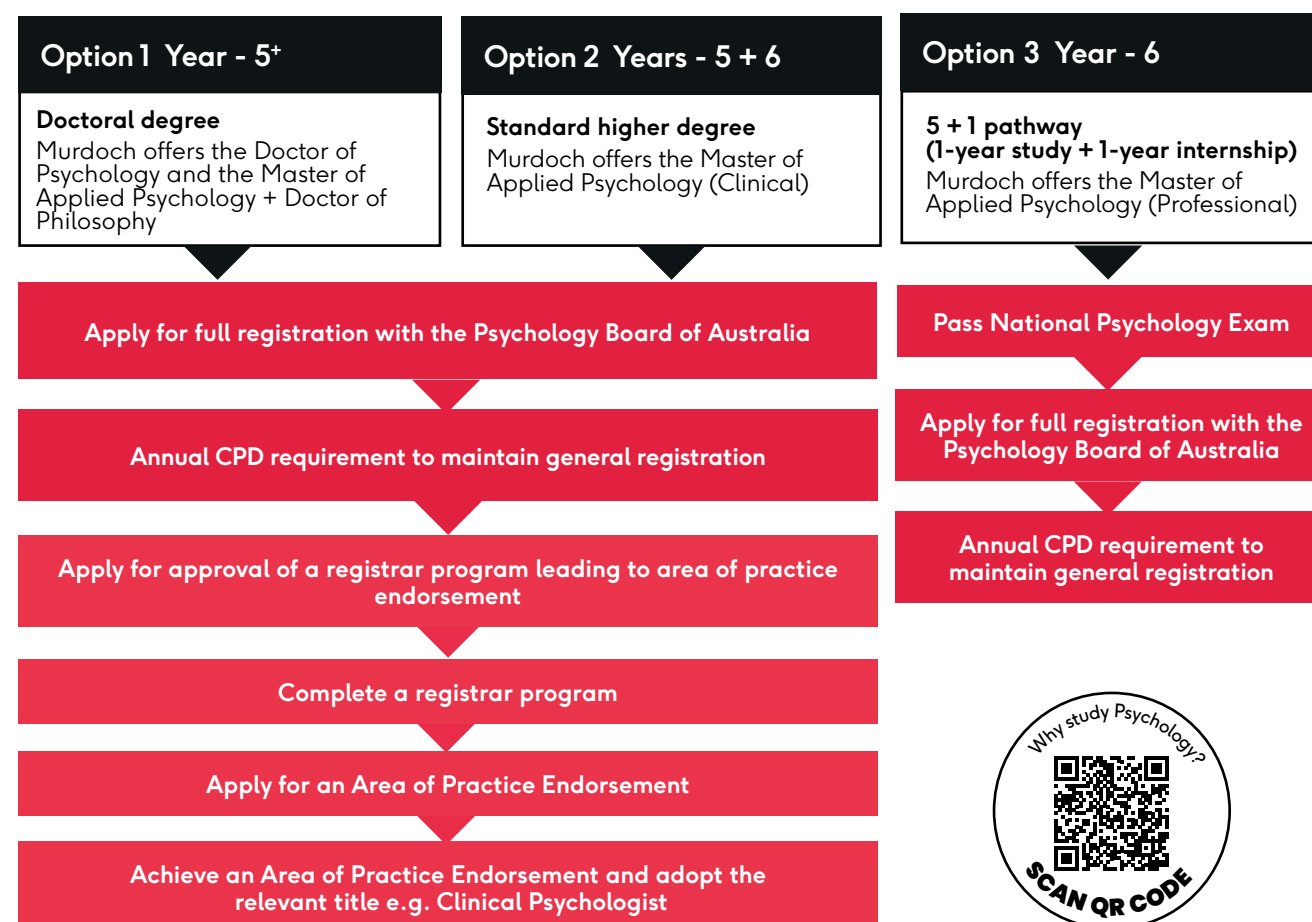 Option 1 Year - 5⁺
Doctoral degree
Murdoch offers the Doctor of
Psychology and the Master of
Applied Psychology + Doctor of
Philosophy
Option 2 Years - 5 + 6
Standard higher degree
Murdoch offers the Master of
Applied Psychology (Clinical)
Apply for full registration with the Psychology Board of Australia
Annual CPD requirement to maintain general registration
Apply for approval of a registrar program leading to area of practice
endorsement
Complete a registrar program
Apply for an Area of Practice Endorsement
Achieve an Area of Practice Endorsement and adopt the
relevant title e.g. Clinical Psychologist
Option 3 Year - 6
5 + 1 pathway
(1-year study + 1-year internship)
Murdoch offers the Master of
Applied Psychology (Professional)
Pass National Psychology Exam
Apply for full registration with the
Psychology Board of Australia
Annual CPD requirement to
maintain general registration
Why study Psychology?
SCAN QR CODE